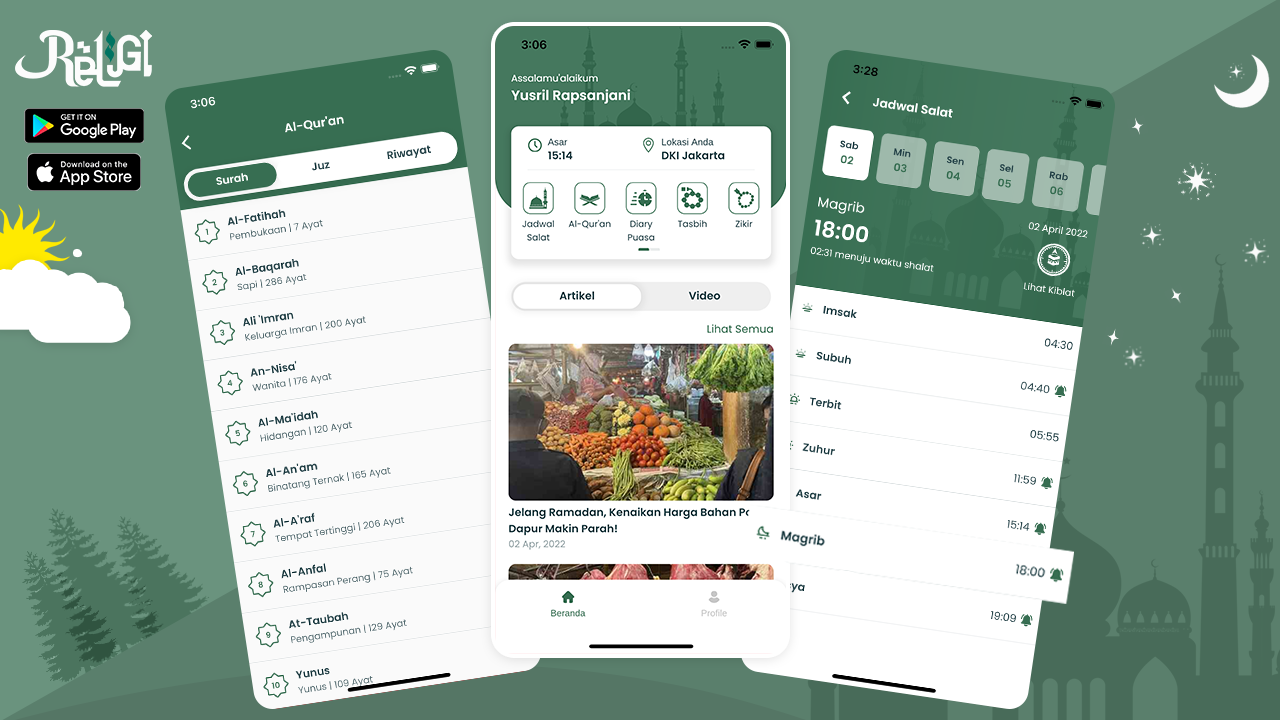 ReLiGi
GET IT ON
Google Play
Download on the
App Store
3:06
Al-Qur'an
Surah
Juz
Riwayat
1
Al-Fatihah
Pembukaan | 7 Ayat
2
Al-Baqarah
Sapi | 286 Ayat
3
Ali 'Imran
Keluarga Imran | 200 Ayat
4
An-Nisa'
Wanita | 176 Ayat
5
Al-Ma'idah
Hidangan | 120 Ayat
6
Al-An'am
Binatang Ternak | 165 Ayat
7
Al-A'raf
Tempat Tertinggi | 206 Ayat
8
Al-Anfal
Rampasan Perang | 75 Ayat
9
At-Taubah
Pengampunan | 129 Ayat
10
Yunus
Yunus | 109 Ayat
3:06
Assalamu'alaikum
Yusril Rapsanjani
Asar
15:14
Lokasi Anda
DKI Jakarta
Jadwal
Salat
Al-Qur'an
Diary
Puasa
Tasbih
Zikir
Artikel
Video
Lihat Semua
Jelang Ramadan, Kenaikan Harga Bahan
Dapur Makin Parah!
02 Apr, 2022
Beranda
Profile
3:28
Jadwal Salat
Sab
02
Min
03
Sen
04
Sel
05
Rab
06
Magrib
18:00
02:31 menuju waktu shalat
02 April 2022
Lihat Kiblat
Imsak
04:30
Subuh
04:40
Terbit
05:55
Zuhur
11:59
Asar
15:14
Magrib
18:00
ya
19:09